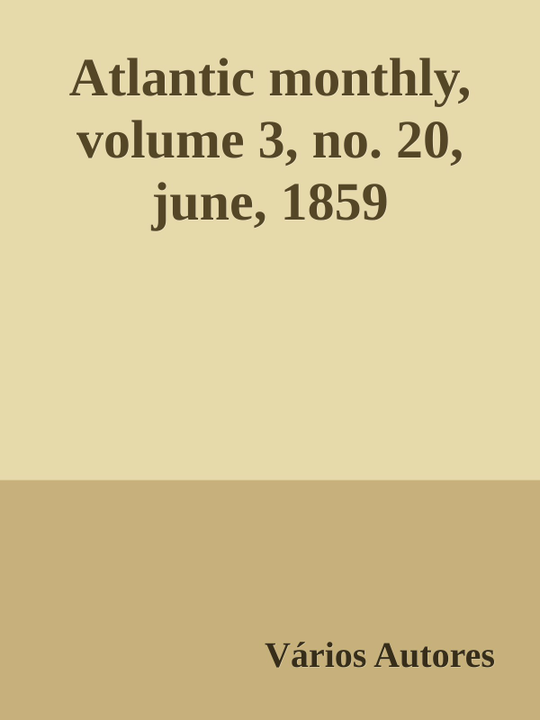 Atlantic monthly,
volume 3, no. 20,
june, 1859
Vários Autores